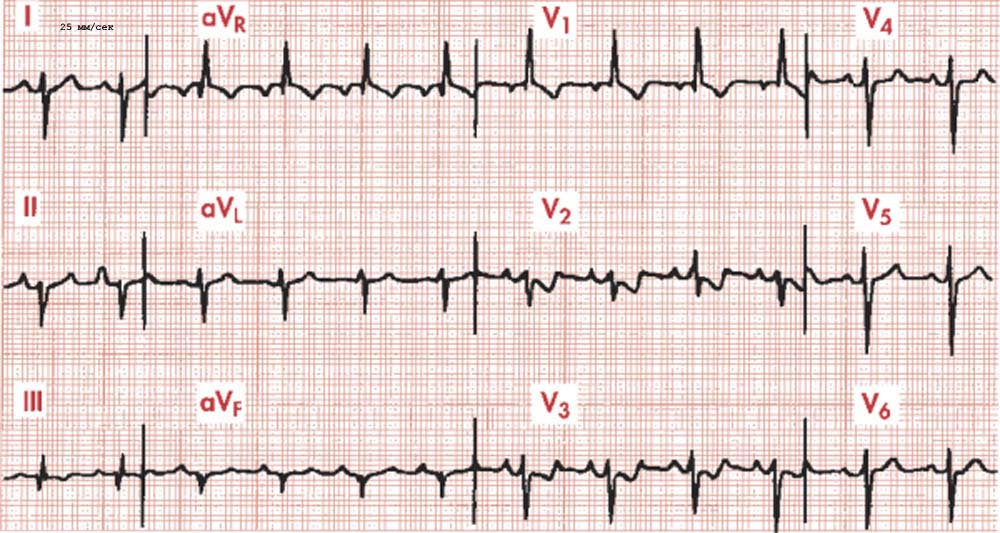 I aVR V1 V4
25 мм/сек
II aVL V2 V5
III aVF V3 V6